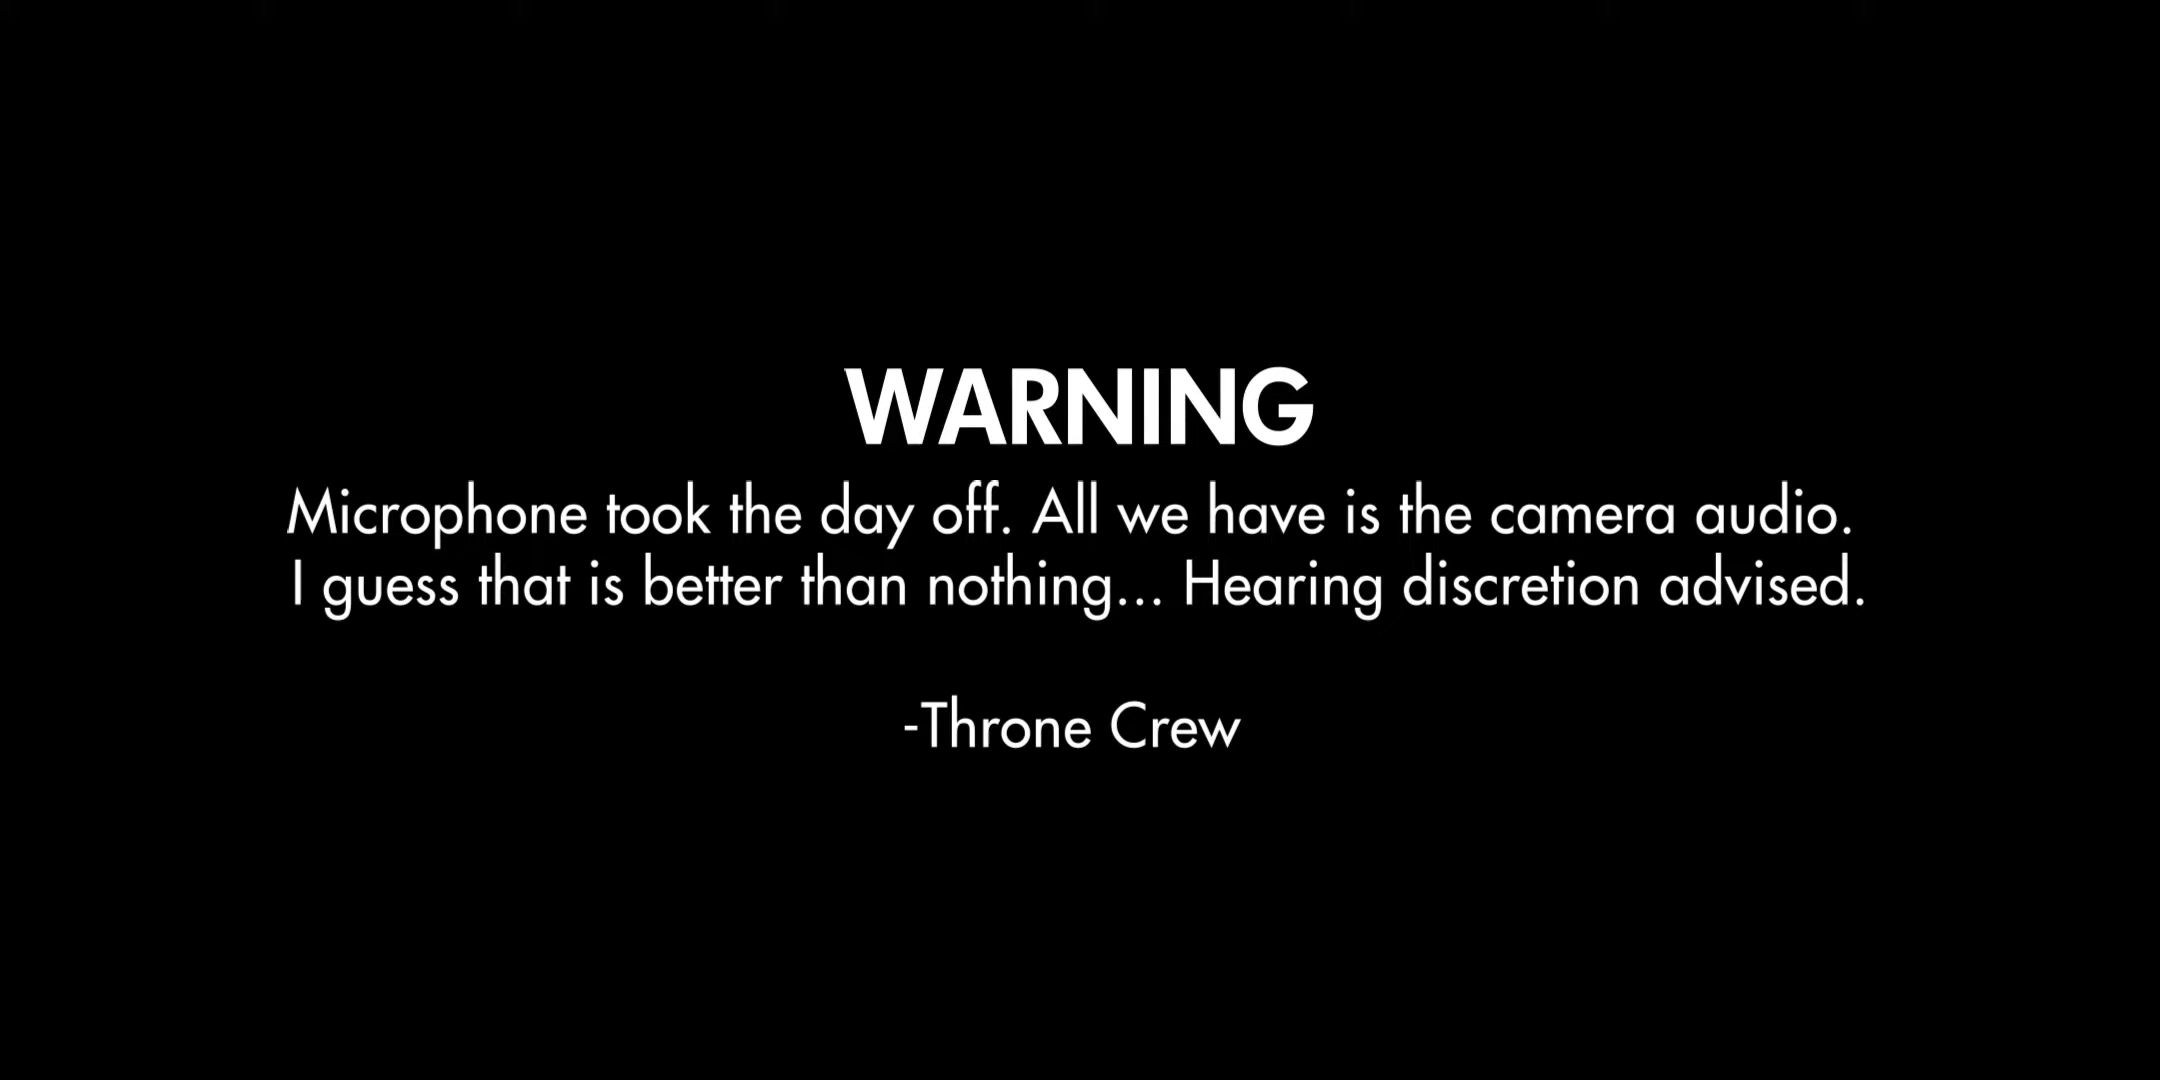 WARNING
Microphone took the day off. All we have is the camera audio.
I guess that is better than nothing... Hearing discretion advised.
-Throne Crew